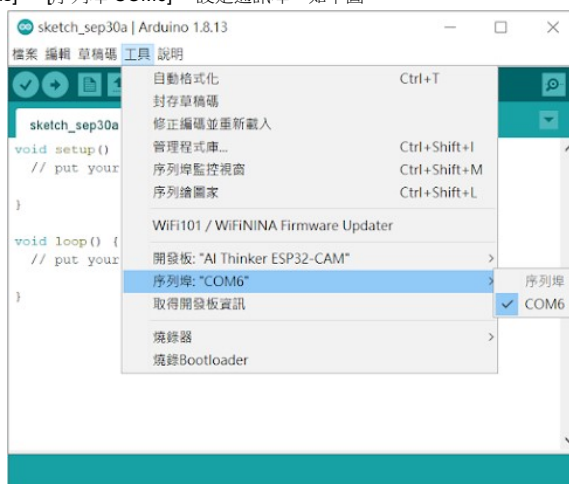 sketch_sep30a | Arduino 1.8.13
檔案 編輯 草稿碼 工具 說明
sketch_sep30a
void setup()
// put your
}
void loop() {
// put your
}
自動格式化 Ctrl+T
封存草稿碼
修正編碼並重新載入
管理程式庫... Ctrl+Shift+I
序列埠監控視窗 Ctrl+Shift+M
序列繪圖家 Ctrl+Shift+L
WiFi101 / WiFiNINA Firmware Updater
開發板: "AI Thinker ESP32-CAM"
序列埠: "COM6"
取得開發板資訊
燒錄器
燒錄Bootloader
序列埠
COM6